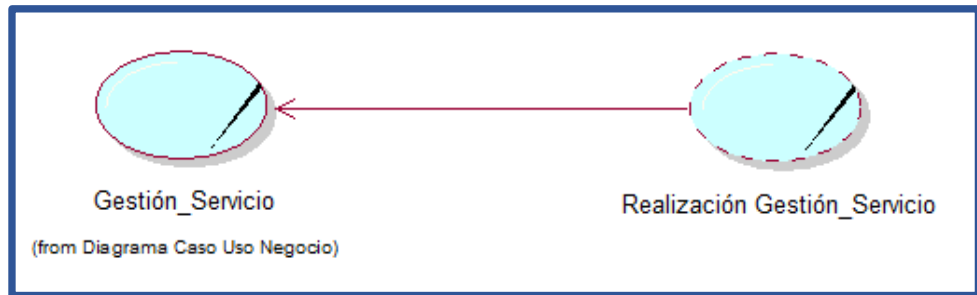 Gestión_Servicio
Realización Gestión_Servicio
(from Diagrama Caso Uso Negocio)